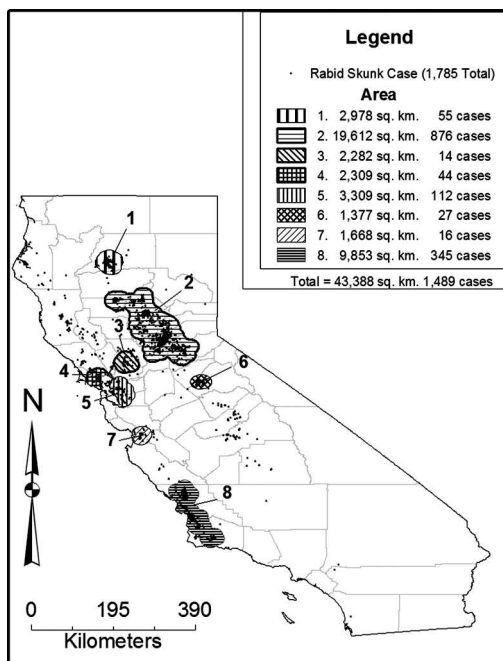 Legend
Rabid Skunk Case (1,785 Total)
Area
1. 2,978 sq. km. 55 cases
2. 19,612 sq. km. 876 cases
3. 2,282 sq. km. 14 cases
4. 2,309 sq. km. 44 cases
5. 3,309 sq. km. 112 cases
6. 1,377 sq. km. 27 cases
7. 1,668 sq. km. 16 cases
8. 9,853 sq. km. 345 cases
Total = 43,388 sq. km. 1,489 cases
1
2
3
4
6
5
N
7
8
0 195 390
Kilometers